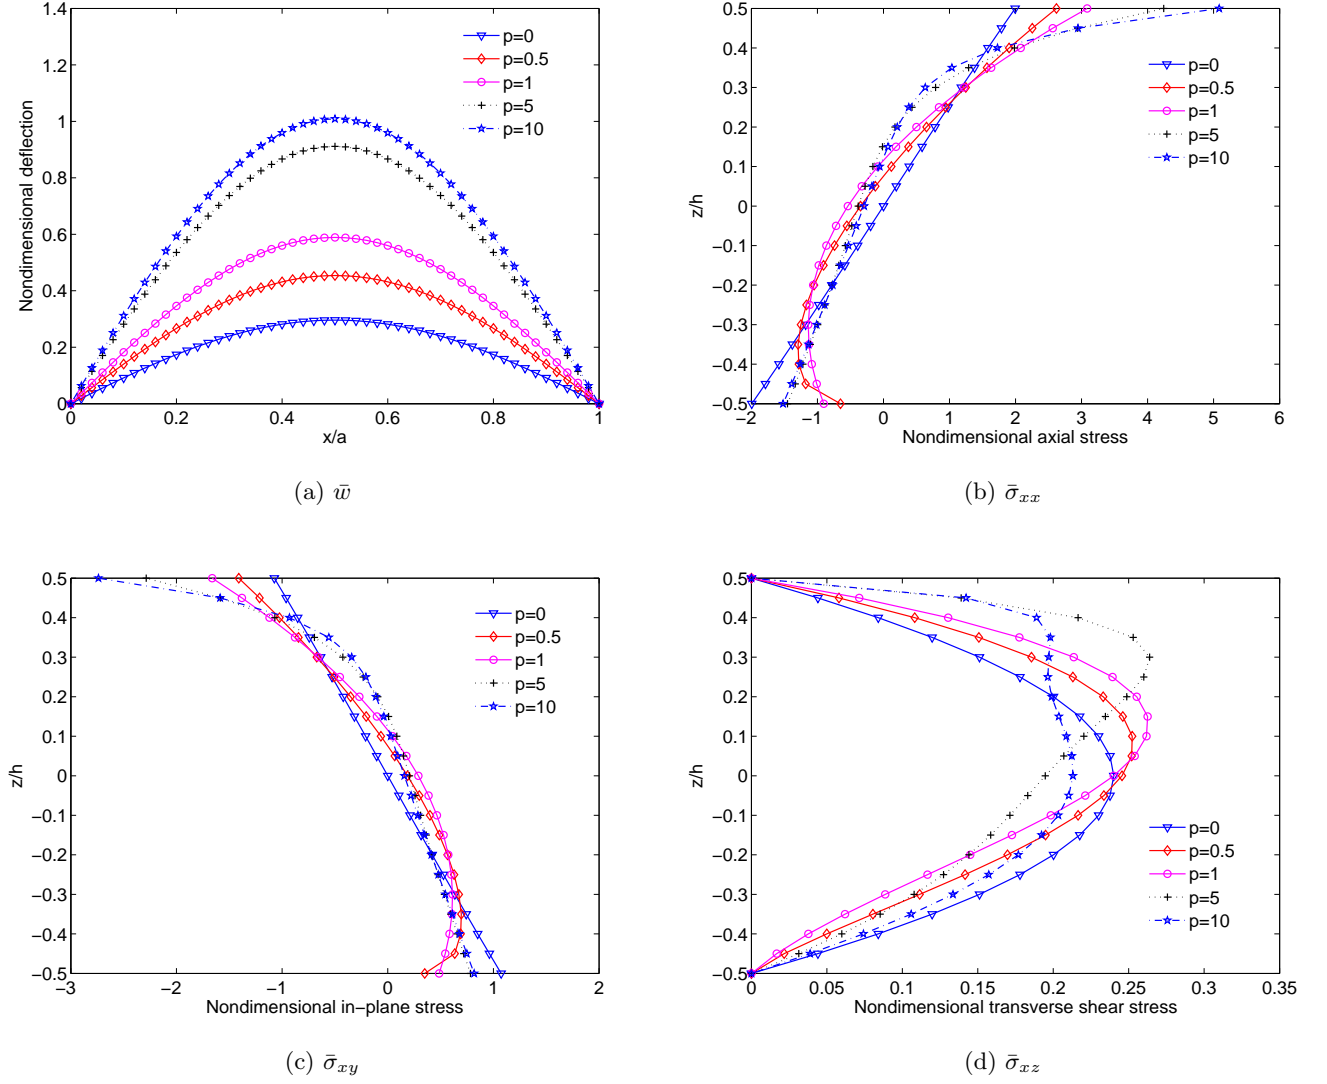 1.4
1.2
1
0.8
0.6
0.4
0.2
0
0 0.2 0.4 0.6 0.8 1
Nondimensional deflection
x/a
p=0
p=0.5
p=1
p=5
p=10
(a) w̄
0.5
0.4
0.3
0.2
0.1
0
−0.1
−0.2
−0.3
−0.4
−0.5
−2 −1 0 1 2 3 4 5 6
z/h
Nondimensional axial stress
p=0
p=0.5
p=1
p=5
p=10
(b) σ̄xx
0.5
0.4
0.3
0.2
0.1
0
−0.1
−0.2
−0.3
−0.4
−0.5
−3 −2 −1 0 1 2
z/h
Nondimensional in−plane stress
p=0
p=0.5
p=1
p=5
p=10
(c) σ̄xy
0.5
0.4
0.3
0.2
0.1
0
−0.1
−0.2
−0.3
−0.4
−0.5
0 0.05 0.1 0.15 0.2 0.25 0.3 0.35
z/h
Nondimensional transverse shear stress
p=0
p=0.5
p=1
p=5
p=10
(d) σ̄xz